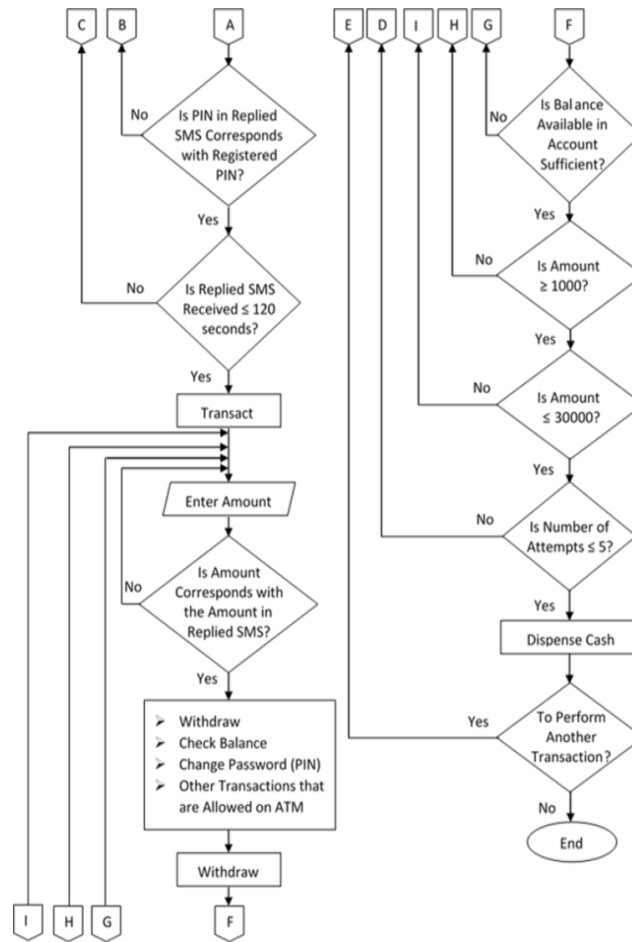 C
B
A
No
Is PIN in Replied
SMS Corresponds
with Registered
PIN?
Yes
No
Is Replied SMS
Received ≤ 120
seconds?
Yes
Transact
Enter Amount
No
Is Amount
Corresponds with
the Amount in
Replied SMS?
Yes
➢ Withdraw
➢ Check Balance
➢ Change Password (PIN)
➢ Other Transactions that
are Allowed on ATM
Withdraw
I
H
G
F
E
D
I
H
G
F
No
Is Balance
Available in
Account
Sufficient?
Yes
No
Is Amount
≥ 1000?
Yes
No
Is Amount
≤ 30000?
Yes
No
Is Number of
Attempts ≤ 5?
Yes
Dispense Cash
Yes
To Perform
Another
Transaction?
No
End